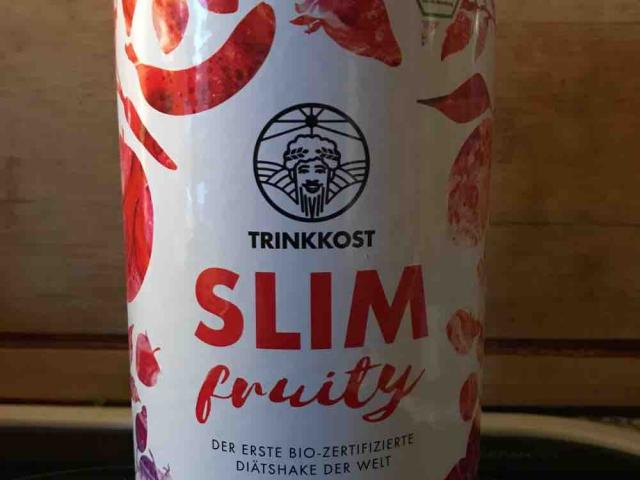 TRINKKOST
SLIM
fruity
DER ERSTE BIO-ZERTIFIZIERTE
DIÄTSHAKE DER WELT